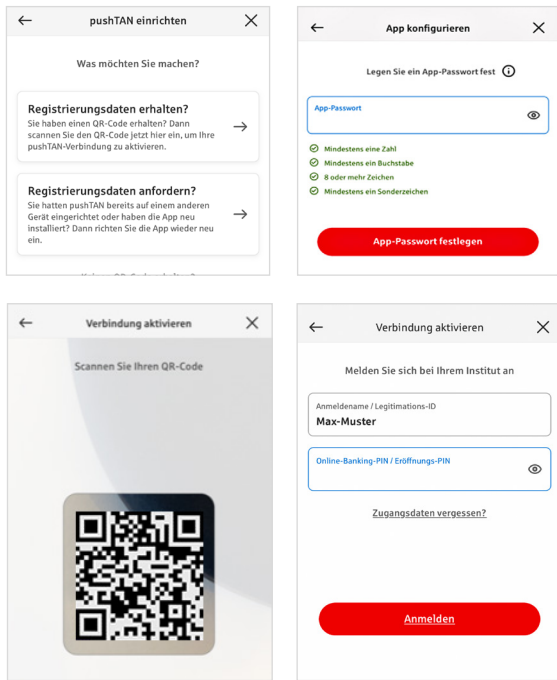 pushTAN einrichten
Was möchten Sie machen?
Registrierungsdaten erhalten?
Sie haben einen QR-Code erhalten? Dann
scannen Sie den QR-Code jetzt hier ein, um Ihre
pushTAN-Verbindung zu aktivieren.
Registrierungsdaten anfordern?
Sie hatten pushTAN bereits auf einem anderen
Gerät eingerichtet oder haben die App neu
installiert? Dann richten Sie die App wieder neu
ein.
App konfigurieren
Legen Sie ein App-Passwort fest
App-Passwort
Mindestens eine Zahl
Mindestens ein Buchstabe
8 oder mehr Zeichen
Mindestens ein Sonderzeichen
App-Passwort festlegen
Verbindung aktivieren
Scannen Sie Ihren QR-Code
Verbindung aktivieren
Melden Sie sich bei Ihrem Institut an
Anmeldename / Legitimations-ID
Max-Muster
Online-Banking-PIN / Eröffnungs-PIN
Zugangsdaten vergessen?
Anmelden